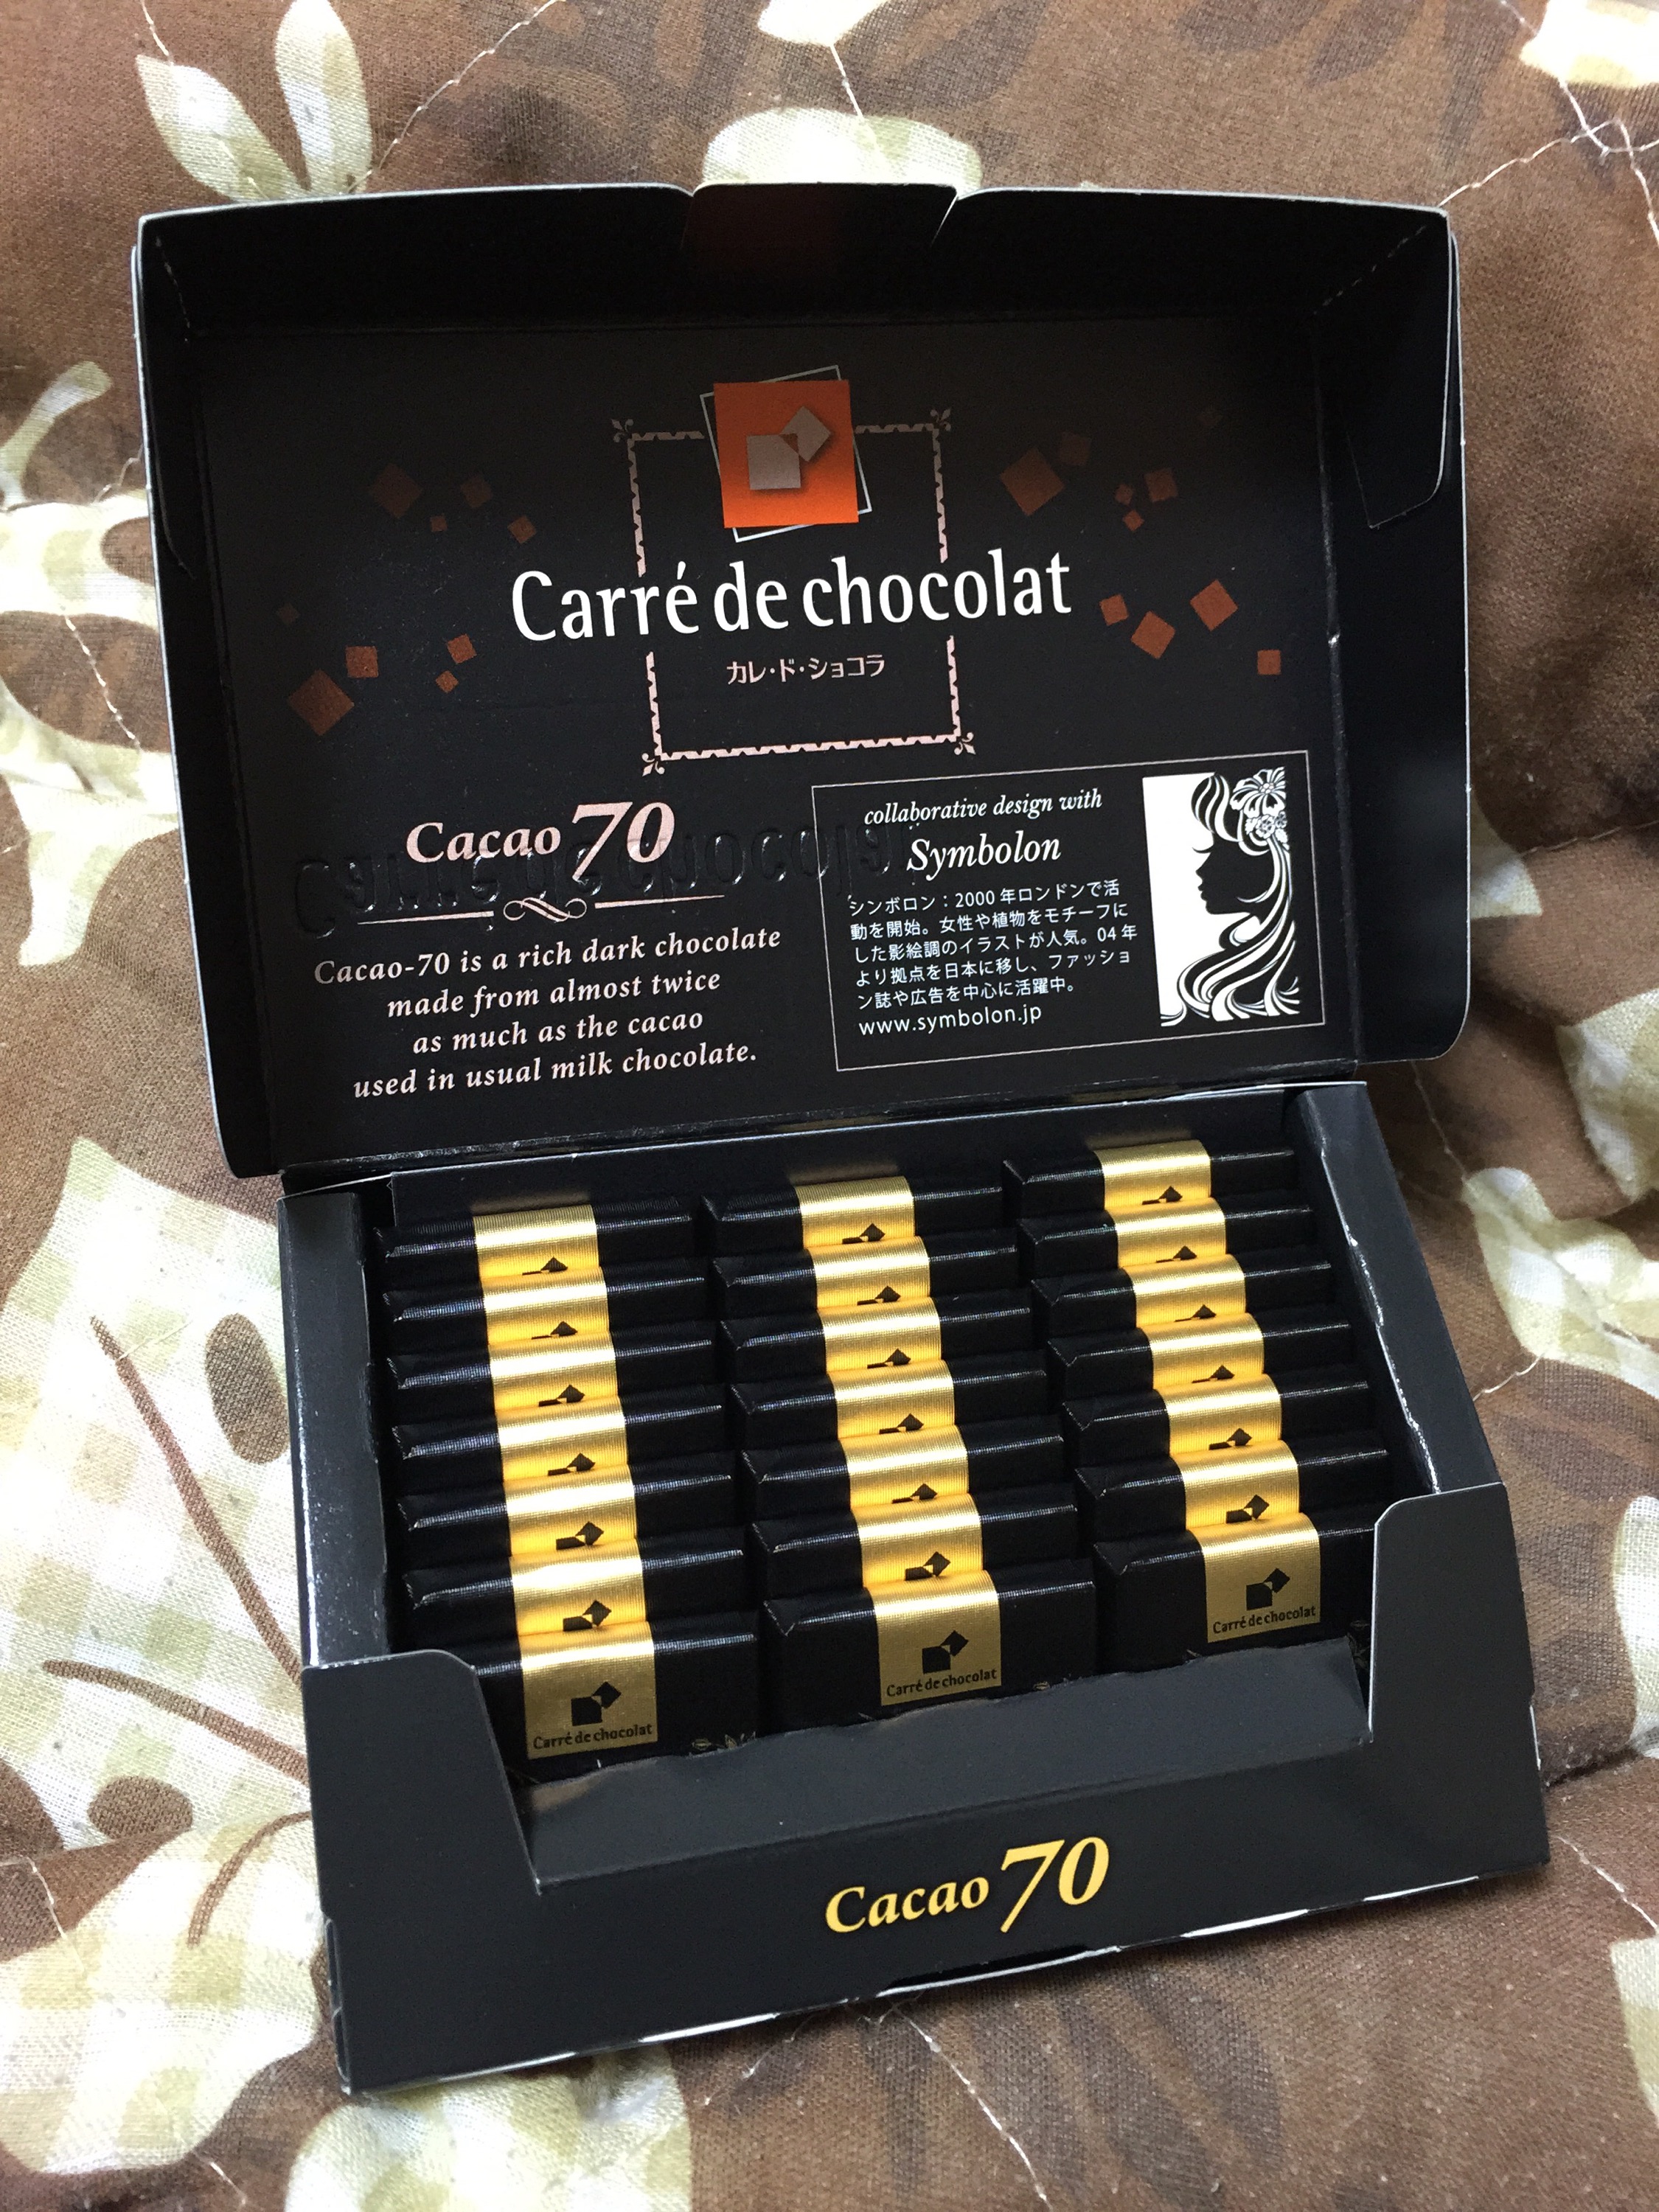 Carré de chocolat
カレ・ド・ショコラ
Cacao 70
Cacao-70 is a rich dark chocolate
made from almost twice
as much as the cacao
used in usual milk chocolate.
collaborative design with
Symbolon
シンボロン：2000年ロンドンで活
動を開始。女性や植物をモチーフに
した影絵調のイラストが人気。04年
より拠点を日本に移し、ファッショ
ン誌や広告を中心に活躍中。
www.symbolon.jp
Carré de chocolat
Carré de chocolat
Carré de chocolat
Cacao 70